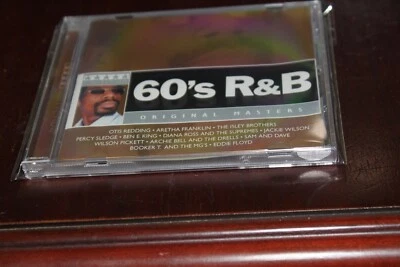 60's R&B
ORIGINAL MASTERS
OTIS REDDING • ARETHA FRANKLIN • THE ISLEY BROTHERS
PERCY SLEDGE • BEN E. KING • DIANA ROSS AND THE SUPREMES • JACKIE WILSON
WILSON PICKETT • ARCHIE BELL AND THE DRELLS • SAM AND DAVE
BOOKER T. AND THE MG'S • EDDIE FLOYD